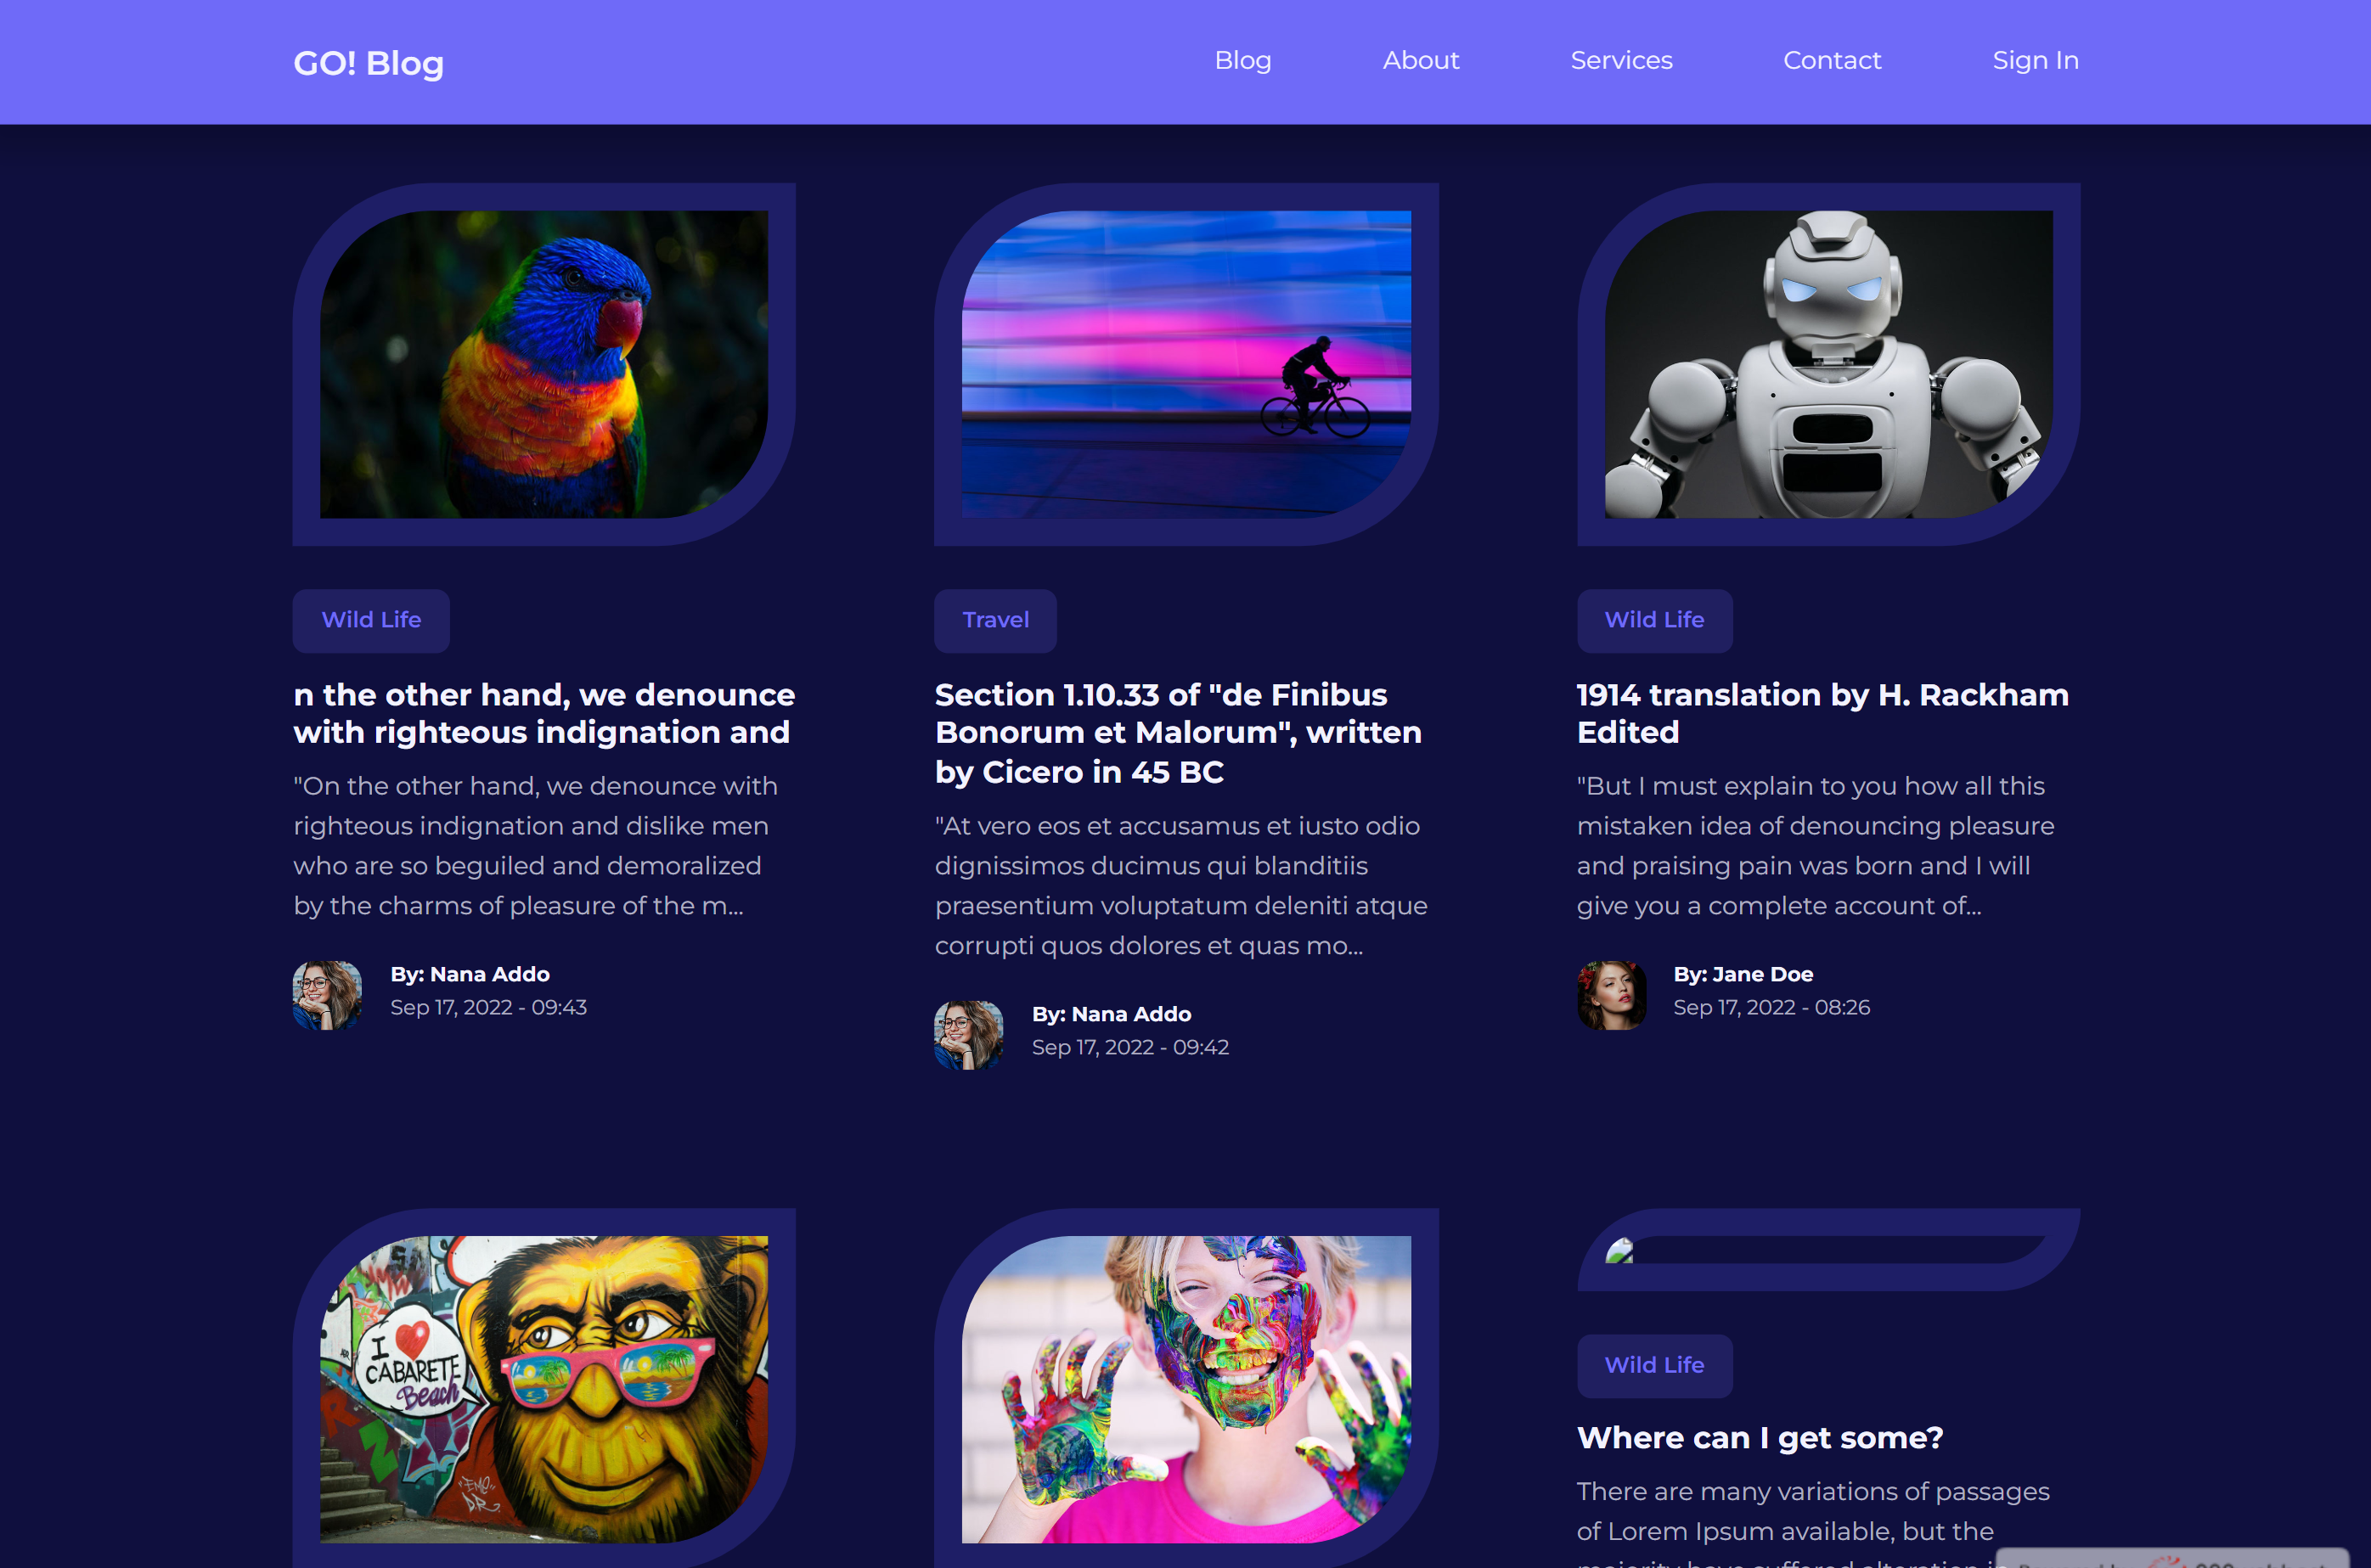 GO! Blog
Blog
About
Services
Contact
Sign In
Wild Life
n the other hand, we denounce
with righteous indignation and
"On the other hand, we denounce with
righteous indignation and dislike men
who are so beguiled and demoralized
by the charms of pleasure of the m...
By: Nana Addo
Sep 17, 2022 - 09:43
Travel
Section 1.10.33 of "de Finibus
Bonorum et Malorum", written
by Cicero in 45 BC
"At vero eos et accusamus et iusto odio
dignissimos ducimus qui blanditiis
praesentium voluptatum deleniti atque
corrupti quos dolores et quas mo...
By: Nana Addo
Sep 17, 2022 - 09:42
Wild Life
1914 translation by H. Rackham
Edited
"But I must explain to you how all this
mistaken idea of denouncing pleasure
and praising pain was born and I will
give you a complete account of...
By: Jane Doe
Sep 17, 2022 - 08:26
I
CABARETE
Beach
"EME"
D.R.
Wild Life
Where can I get some?
There are many variations of passages
of Lorem Ipsum available, but the
majority have suffered alteration